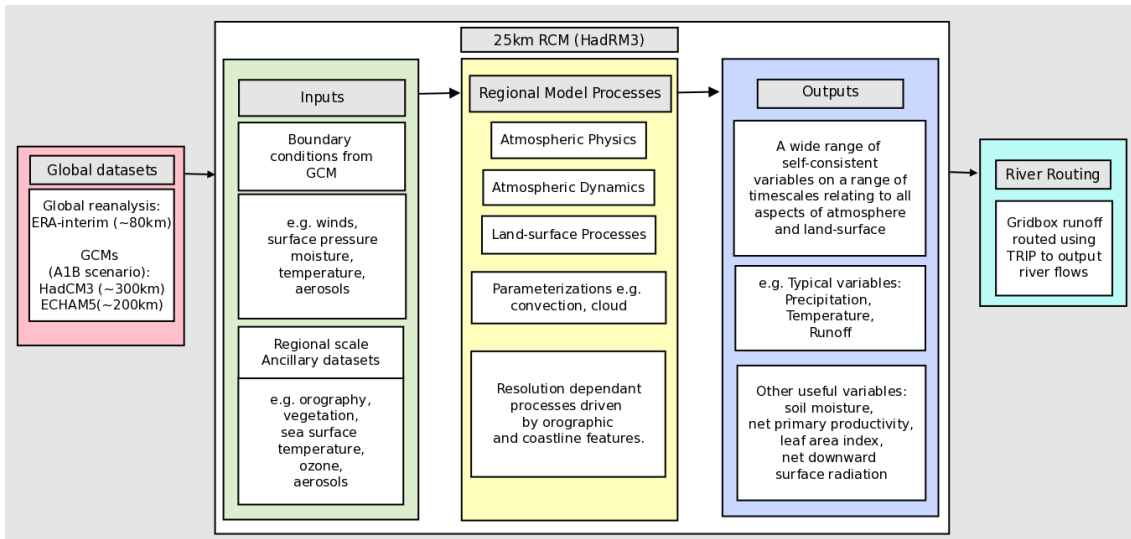 25km RCM (HadRM3)
Global datasets
Global reanalysis:
ERA-interim (~80km)
GCMs
(A1B scenario):
HadCM3 (~300km)
ECHAM5(~200km)
Inputs
Boundary
conditions from
GCM
e.g. winds,
surface pressure
moisture,
temperature,
aerosols
Regional scale
Ancillary datasets
e.g. orography,
vegetation,
sea surface
temperature,
ozone,
aerosols
Regional Model Processes
Atmospheric Physics
Atmospheric Dynamics
Land-surface Processes
Parameterizations e.g.
convection, cloud
Resolution dependant
processes driven
by orographic
and coastline features.
Outputs
A wide range of
self-consistent
variables on a range of
timescales relating to all
aspects of atmosphere
and land-surface
e.g. Typical variables:
Precipitation,
Temperature,
Runoff
Other useful variables:
soil moisture,
net primary productivity,
leaf area index,
net downward
surface radiation
River Routing
Gridbox runoff
routed using
TRIP to output
river flows